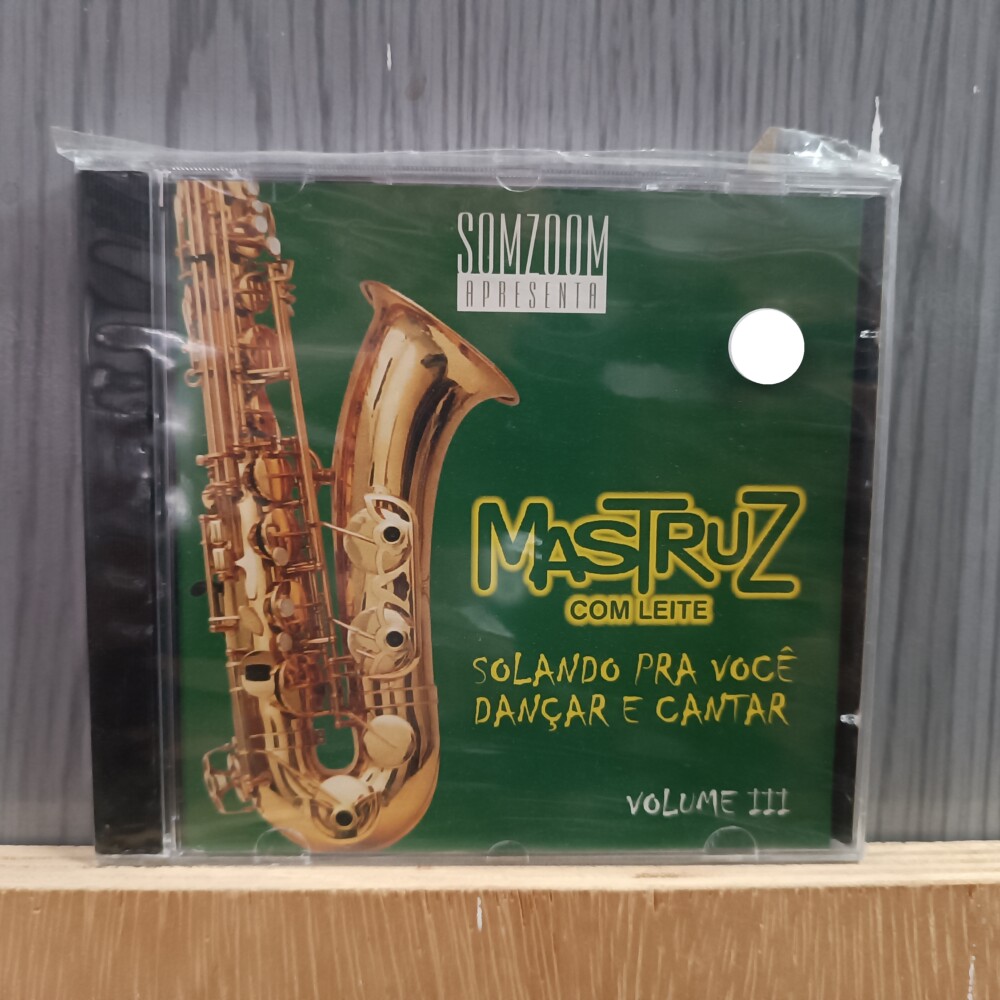 SOMZOOM
APRESENTA
MASTRUZ
COM LEITE
SOLANDO PRA VOCÊ
DANÇAR E CANTAR
VOLUME III